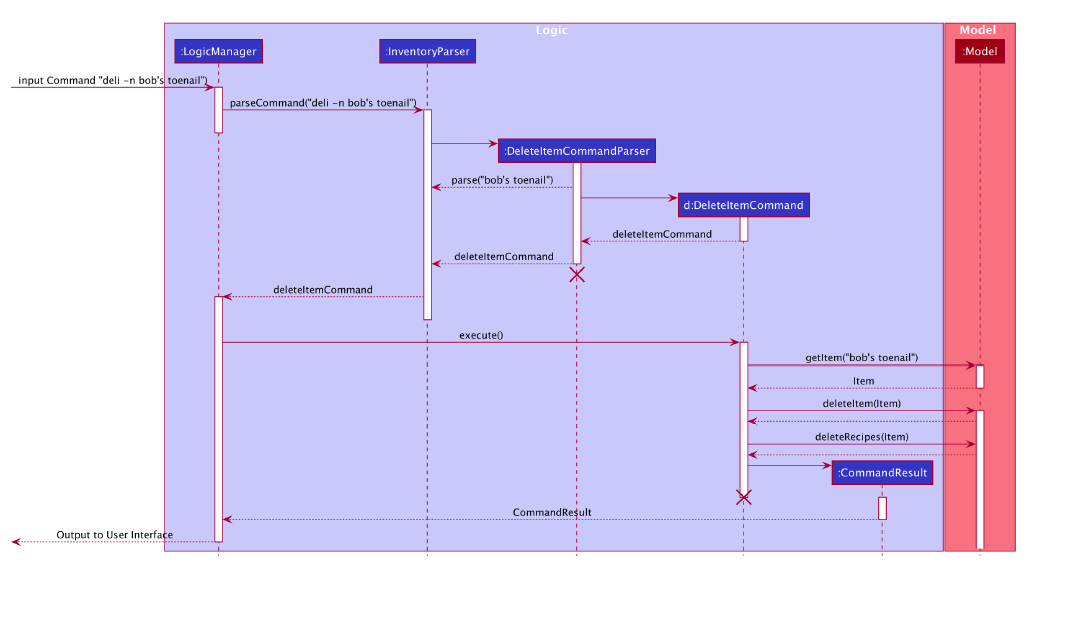 Logic
Model
:LogicManager
:InventoryParser
:Model
input Command "deli -n bob's toenail")
parseCommand("deli -n bob's toenail")
:DeleteItemCommandParser
parse("bob's toenail")
d:DeleteItemCommand
deleteItemCommand
deleteItemCommand
deleteItemCommand
execute()
getItem("bob's toenail")
Item
deleteItem(Item)
deleteRecipes(Item)
:CommandResult
CommandResult
Output to User Interface